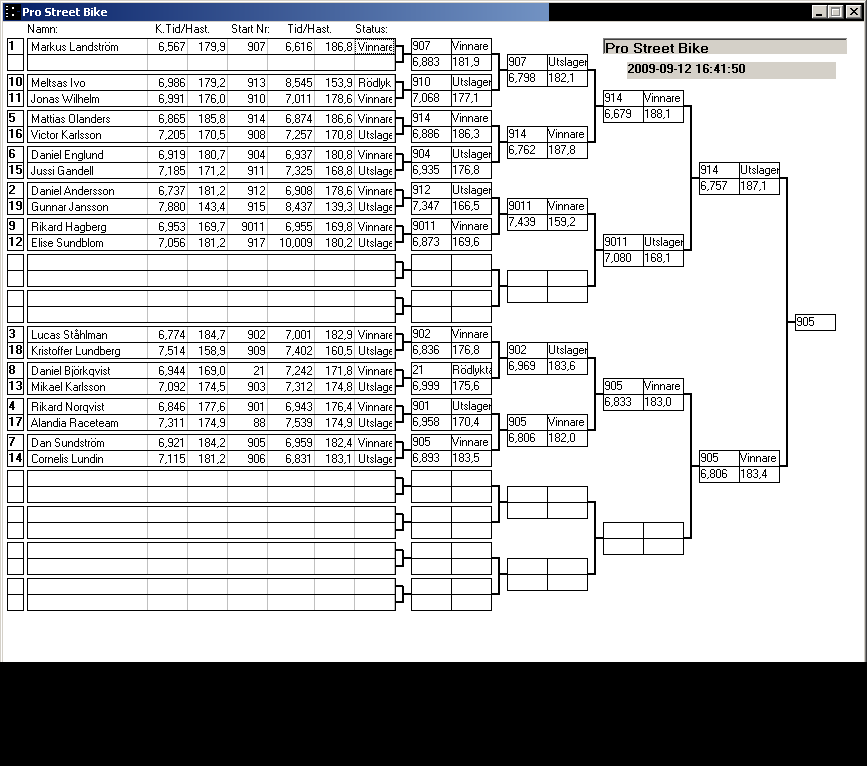 Pro Street Bike
Namn: K.Tid/Hast. Start Nr: Tid/Hast. Status:
Pro Street Bike
2009-09-12 16:41:50
1 Markus Landström 6,567 179,9 907 6,616 186,8 Vinnare
10 Meltsas Ivo 6,986 179,2 913 8,545 153,9 Rödlyk
11 Jonas Wilhelm 6,991 176,0 910 7,011 178,6 Vinnare
5 Mattias Olanders 6,865 185,8 914 6,874 186,6 Vinnare
16 Victor Karlsson 7,205 170,5 908 7,257 170,8 Utslage
6 Daniel Englund 6,919 180,7 904 6,937 180,8 Vinnare
15 Jussi Gandell 7,185 171,2 911 7,325 168,8 Utslage
2 Daniel Andersson 6,737 181,2 912 6,908 178,6 Vinnare
19 Gunnar Jansson 7,880 143,4 915 8,437 139,3 Utslage
9 Rikard Hagberg 6,953 169,7 9011 6,955 169,8 Vinnare
12 Elise Sundblom 7,056 181,2 917 10,009 180,2 Utslage
3 Lucas Ståhlman 6,774 184,7 902 7,001 182,9 Vinnare
18 Kristoffer Lundberg 7,514 158,9 909 7,402 160,5 Utslage
8 Daniel Björkqvist 6,944 169,0 21 7,242 171,8 Vinnare
13 Mikael Karlsson 7,092 174,5 903 7,312 174,8 Utslage
4 Rikard Norqvist 6,846 177,6 901 6,943 176,4 Vinnare
17 Alandia Raceteam 7,311 174,9 88 7,539 174,9 Utslage
7 Dan Sundström 6,921 184,2 905 6,959 182,4 Vinnare
14 Cornelis Lundin 7,115 181,2 906 6,831 183,1 Utslage
907 Vinnare
6,883 181,9
910 Utslager
7,068 177,1
914 Vinnare
6,886 186,3
904 Utslager
6,935 176,8
912 Utslager
7,347 166,5
9011 Vinnare
6,873 169,6
902 Vinnare
6,836 176,8
21 Rödlykta
6,999 175,6
901 Utslager
6,958 170,4
905 Vinnare
6,893 183,5
907 Utslager
6,798 182,1
914 Vinnare
6,762 187,8
9011 Vinnare
7,439 159,2
902 Utslager
6,969 183,6
905 Vinnare
6,806 182,0
914 Vinnare
6,679 188,1
9011 Utslager
7,080 168,1
905 Vinnare
6,833 183,0
914 Utslager
6,757 187,1
905 Vinnare
6,806 183,4
905